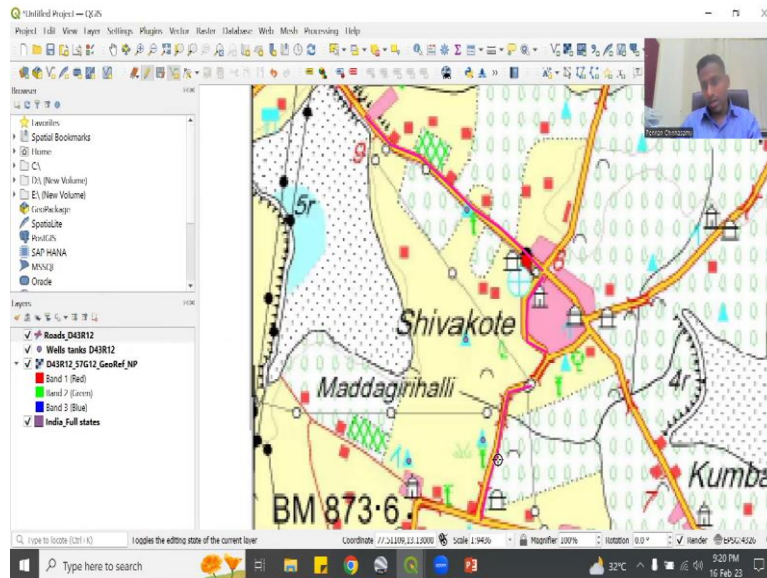 *Untitled Project — QGIS
Project Edit View Layer Settings Plugins Vector Raster Database Web Mesh Processing Help
Browser
Favorites
Spatial Bookmarks
Home
C:\
D:\ (New Volume)
E:\ (New Volume)
GeoPackage
SpatiaLite
PostGIS
SAP HANA
MSSQL
Oracle
Layers
Roads_D43R12
Wells tanks D43R12
D43R12_57G12_GeoRef_NP
Band 1 (Red)
Band 2 (Green)
Band 3 (Blue)
India_Full states
9
5r
6
Shivakote
Maddagirihalli
4r
Kumba
7
BM 873·6
Pennan Chinnasamy
Type to locate (Ctrl+K) Toggles the editing state of the current layer Coordinate 77.51109,13.13000 Scale 1:9436 Magnifier 100% Rotation 0.0 ° Render EPSG:4326
Type here to search 32°C 9:20 PM
16 Feb 23